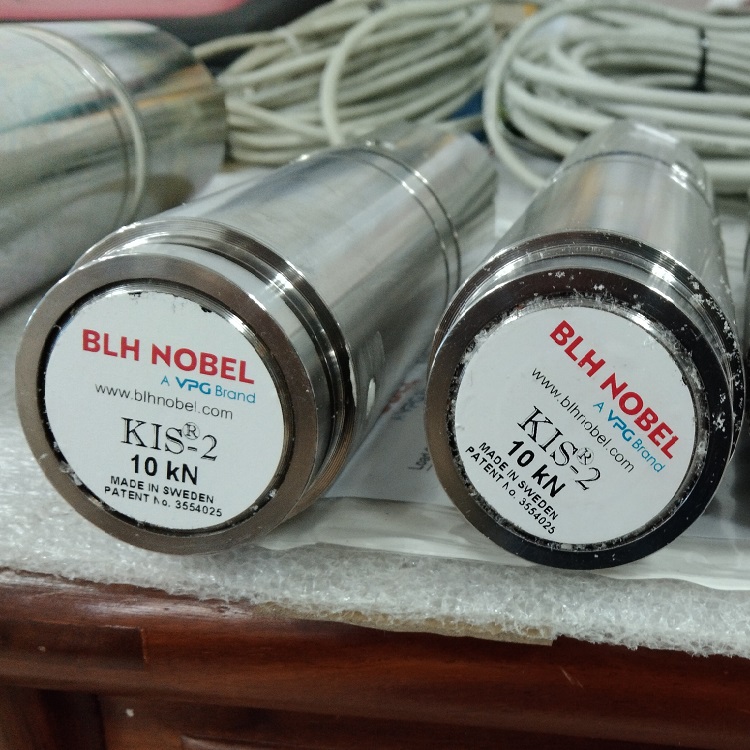 BLH NOBEL
A VPG Brand
www.blhnobel.com
KIS®-2
10 kN
MADE IN SWEDEN
PATENT No. 3554025
BLH NOBEL
A VPG Brand
www.blhnobel.com
KIS®-2
10 kN
MADE IN SWEDEN
PATENT No. 3554025